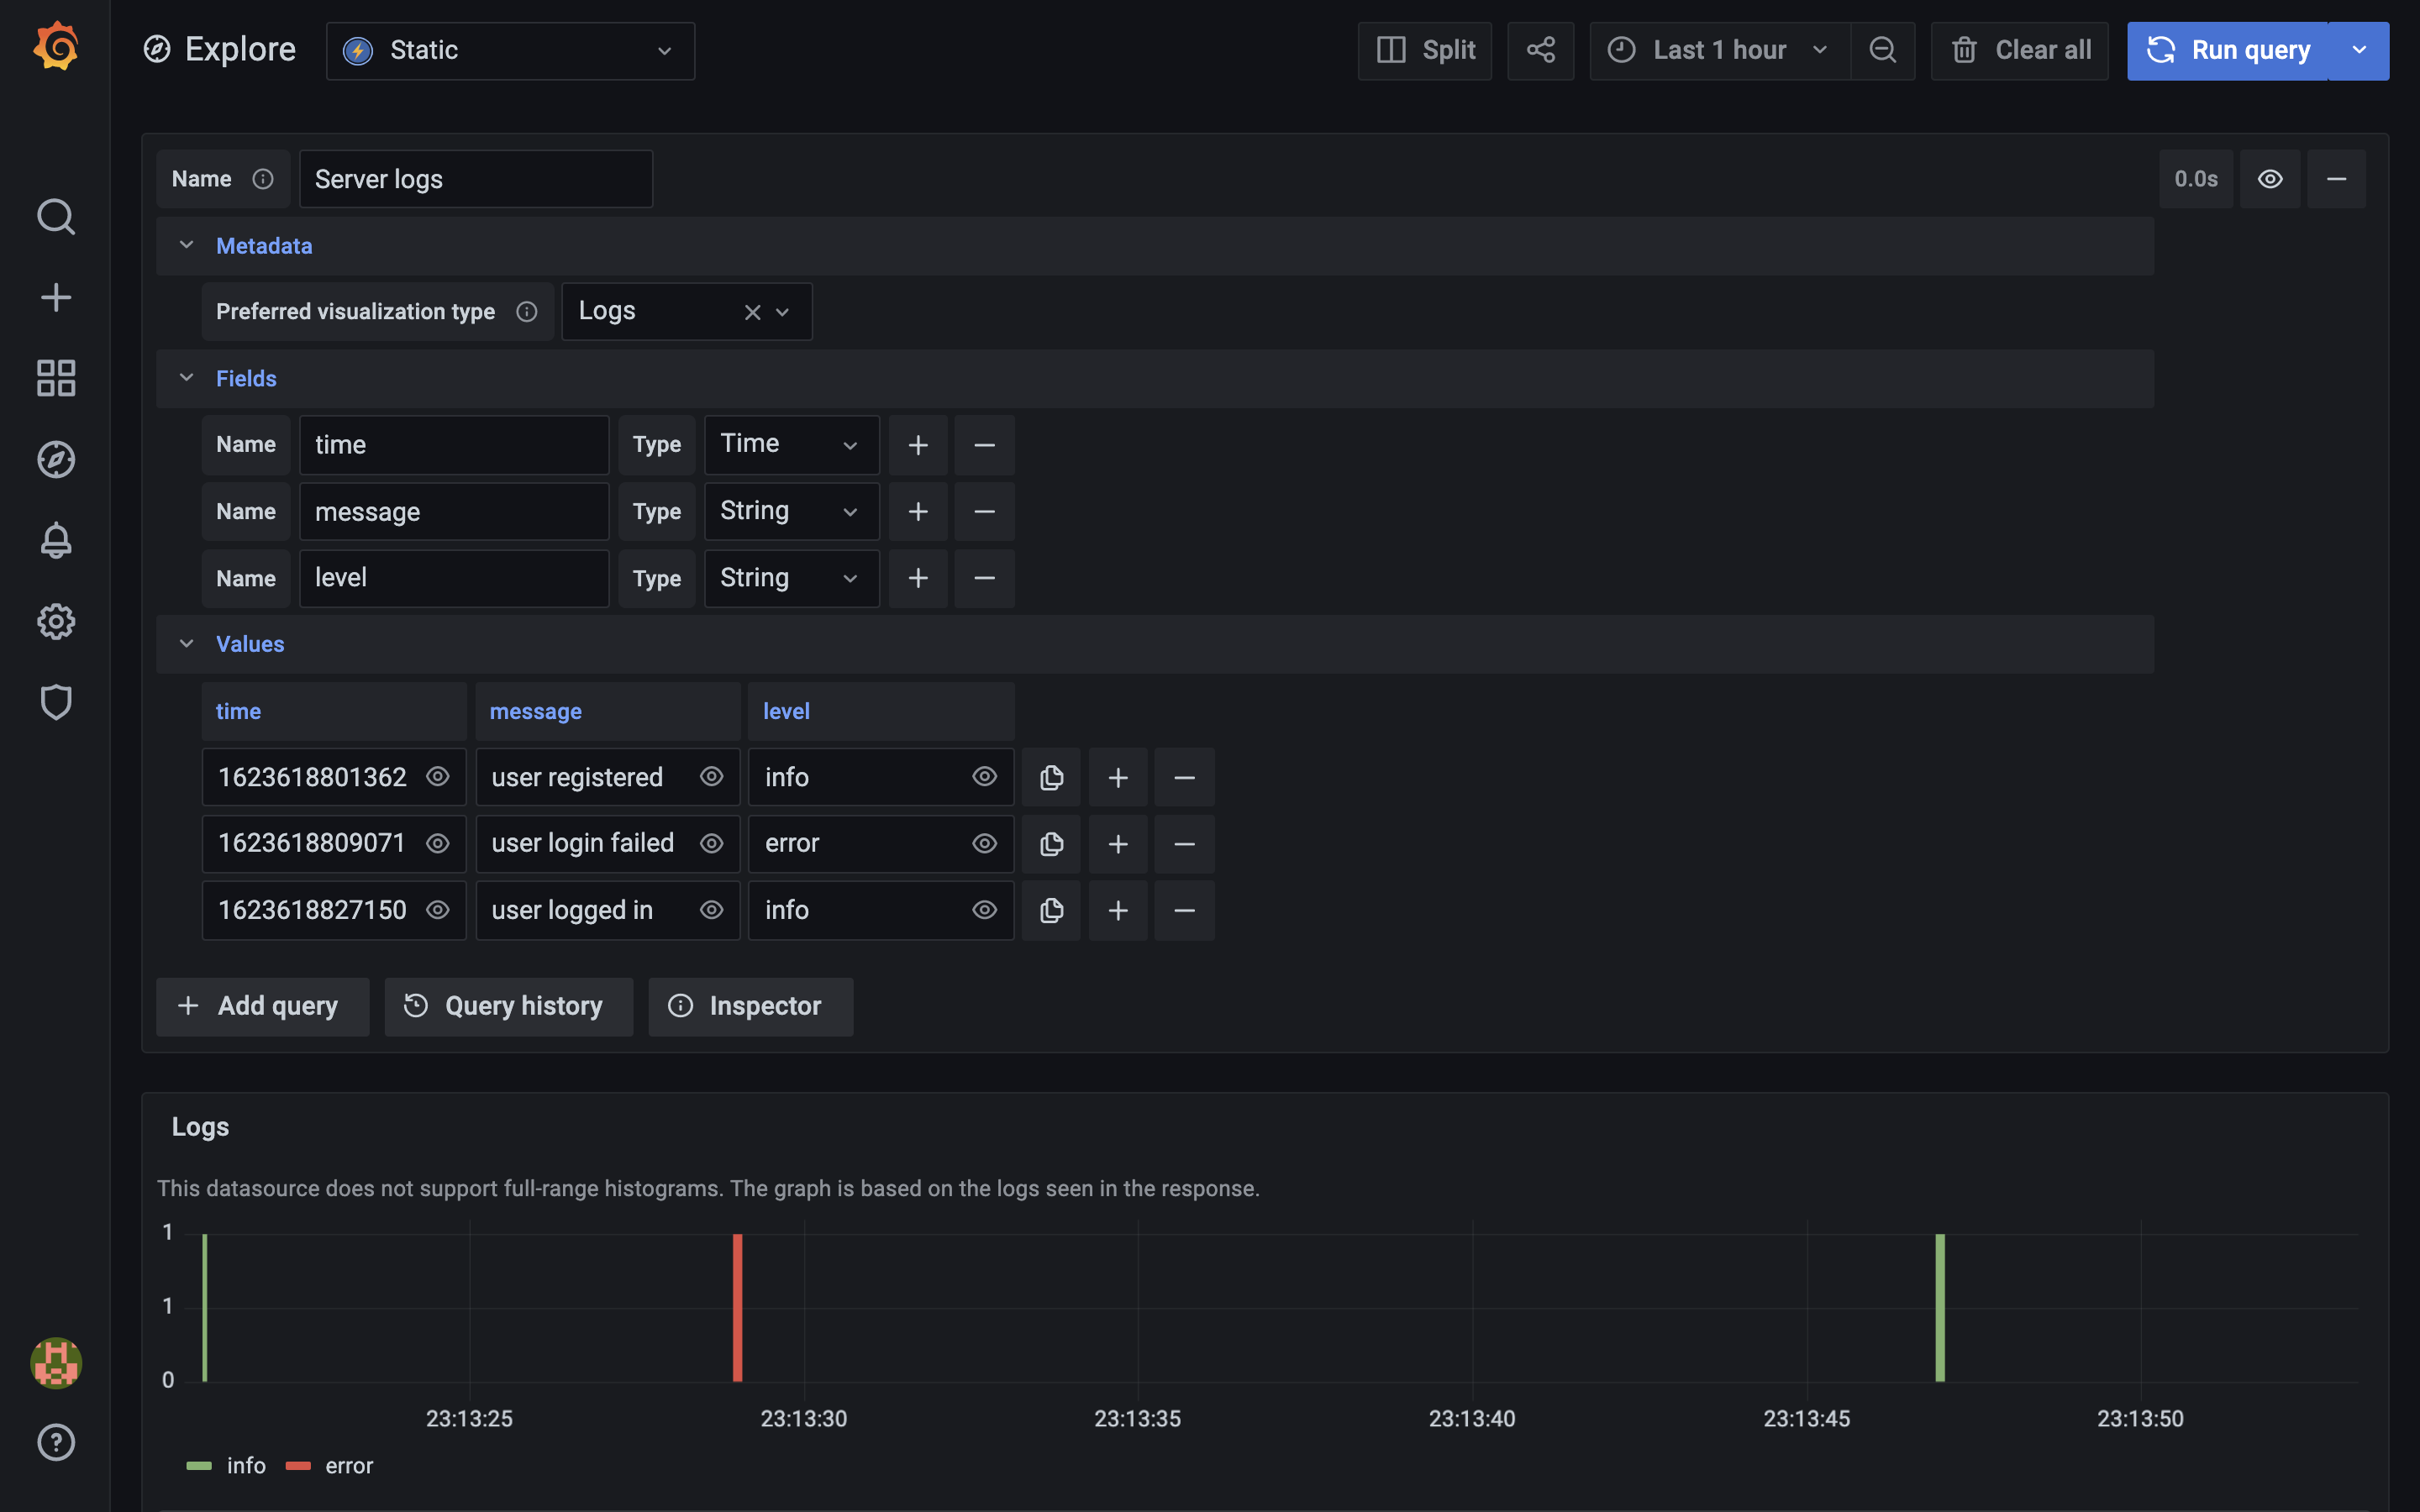 Explore Static Split Last 1 hour Clear all Run query
Name Server logs 0.0s
Metadata
Preferred visualization type Logs
Fields
Name time Type Time
Name message Type String
Name level Type String
Values
time message level
1623618801362 user registered info
1623618809071 user login failed error
1623618827150 user logged in info
Add query Query history Inspector
Logs
This datasource does not support full-range histograms. The graph is based on the logs seen in the response.
1
1
0
23:13:25 23:13:30 23:13:35 23:13:40 23:13:45 23:13:50
info error